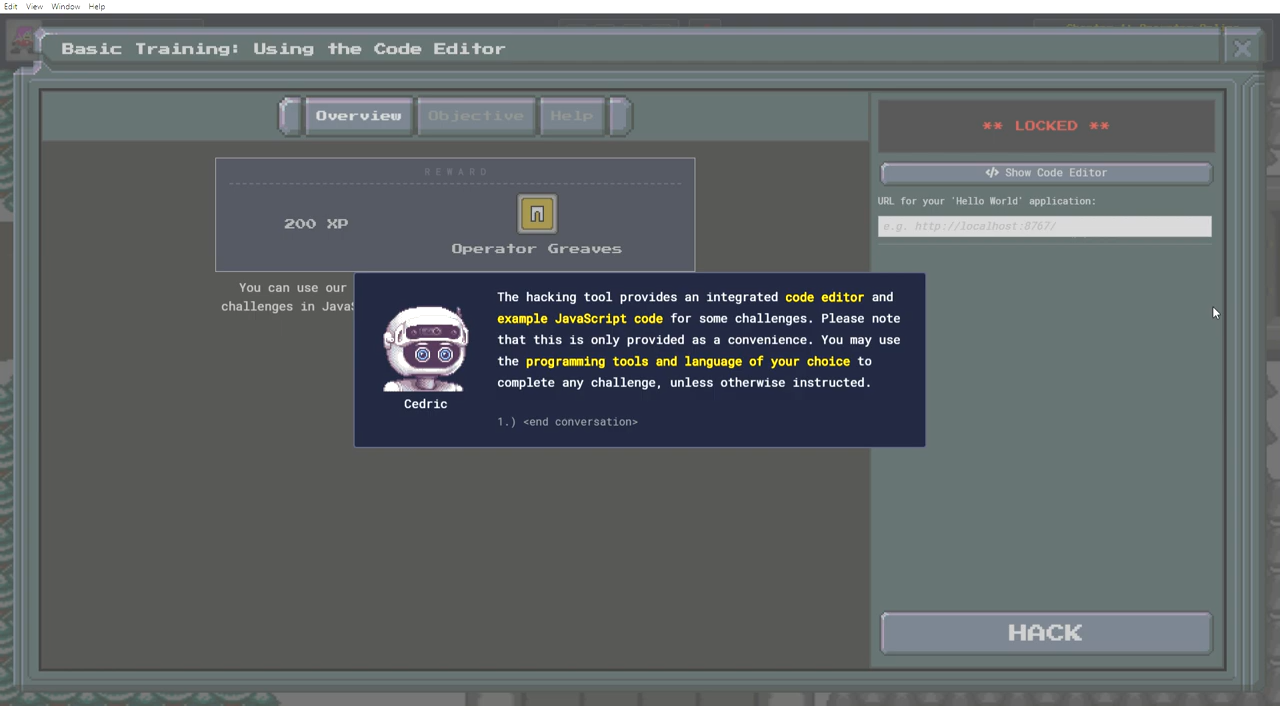 Edit View Window Help
Basic Training: Using the Code Editor
Overview Objective Help
** LOCKED **
REWARD
200 XP
Operator Greaves
</> Show Code Editor
URL for your 'Hello World' application:
e.g. http://localhost:8767/
You can use our
challenges in Java
The hacking tool provides an integrated code editor and
example JavaScript code for some challenges. Please note
that this is only provided as a convenience. You may use
the programming tools and language of your choice to
complete any challenge, unless otherwise instructed.
Cedric
1.) <end conversation>
HACK